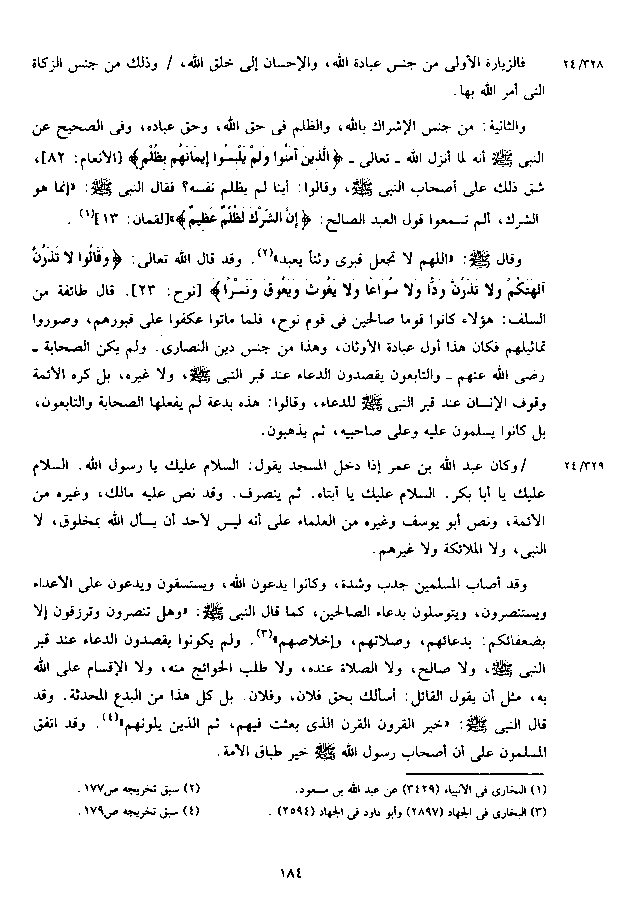 ٢٤/٣٢٨ فالزيارة الأولى من جنس عبادة الله، والإحسان إلى خلق الله، / وذلك من جنس الزكاة
التى أمر الله بها.
والثانية: من جنس الإشراك بالله، والظلم فى حق الله، وحق عباده، وفى الصحيح عن
النبى ﷺ أنه لما أنزل الله ـ تعالى ـ ﴿الَّذِينَ آمَنُوا وَلَمْ يَلْبِسُوا إِيمَانَهُم بِظُلْمٍ﴾ [الأنعام: ٨٢]،
شق ذلك على أصحاب النبى ﷺ، وقالوا: أينا لم يظلم نفسه؟ فقال النبى ﷺ: «إنما هو
الشرك، ألم تسمعوا قول العبد الصالح: ﴿إِنَّ الشِّرْكَ لَظُلْمٌ عَظِيمٌ﴾»[لقمان: ١٣](١) .
وقال ﷺ: «اللهم لا تجعل قبرى وثناً يعبد»(٢). وقد قال الله تعالى: ﴿وَقَالُوا لا تَذَرُنَّ
آلِهَتَكُمْ وَلا تَذَرُنَّ وَدًّا وَلا سُوَاعًا وَلا يَغُوثَ وَيَعُوقَ وَنَسْرًا﴾ [نوح: ٢٣]. قال طائفة من
السلف: هؤلاء كانوا قوما صالحين فى قوم نوح، فلما ماتوا عكفوا على قبورهم، وصوروا
تماثيلهم فكان هذا أول عبادة الأوثان، وهذا من جنس دين النصارى. ولم يكن الصحابة ـ
رضى الله عنهم ـ والتابعون يقصدون الدعاء عند قبر النبى ﷺ، ولا غيره، بل كره الأئمة
وقوف الإنسان عند قبر النبى ﷺ للدعاء، وقالوا: هذه بدعة لم يفعلها الصحابة والتابعون،
بل كانوا يسلمون عليه وعلى صاحبيه، ثم يذهبون.
٢٤/٣٢٩ /وكان عبد الله بن عمر إذا دخل المسجد يقول: السلام عليك يا رسول الله. السلام
عليك يا أبا بكر. السلام عليك يا أبتاه. ثم ينصرف. وقد نص عليه مالك، وغيره من
الأئمة، ونص أبو يوسف وغيره من العلماء على أنه ليس لأحد أن يسأل الله بمخلوق، لا
النبى، ولا الملائكة ولا غيرهم.
وقد أصاب المسلمين جدب وشدة، وكانوا يدعون الله، ويستسقون ويدعون على الأعداء
ويستنصرون، ويتوسلون بدعاء الصالحين، كما قال النبى ﷺ: «وهل تنصرون وترزقون إلا
بضعفائكم: بدعائهم، وصلاتهم، وإخلاصهم»(٣). ولم يكونوا يقصدون الدعاء عند قبر
النبى ﷺ، ولا صالح، ولا الصلاة عنده، ولا طلب الحوائج منه، ولا الإقسام على الله
به، مثل أن يقول القائل: أسألك بحق فلان، وفلان. بل كل هذا من البدع المحدثة. وقد
قال النبى ﷺ: «خير القرون القرن الذى بعثت فيهم، ثم الذين يلونهم»(٤). وقد اتفق
المسلمون على أن أصحاب رسول الله ﷺ خير طباق الأمة.
(١) البخارى فى الأنبياء (٣٤٢٩) عن عبد الله بن مسعود. (٢) سبق تخريجه ص١٧٧ .
(٣) البخارى فى الجهاد (٢٨٩٧) وأبو داود فى الجهاد (٢٥٩٤) . (٤) سبق تخريجه ص١٧٩ .
١٨٤